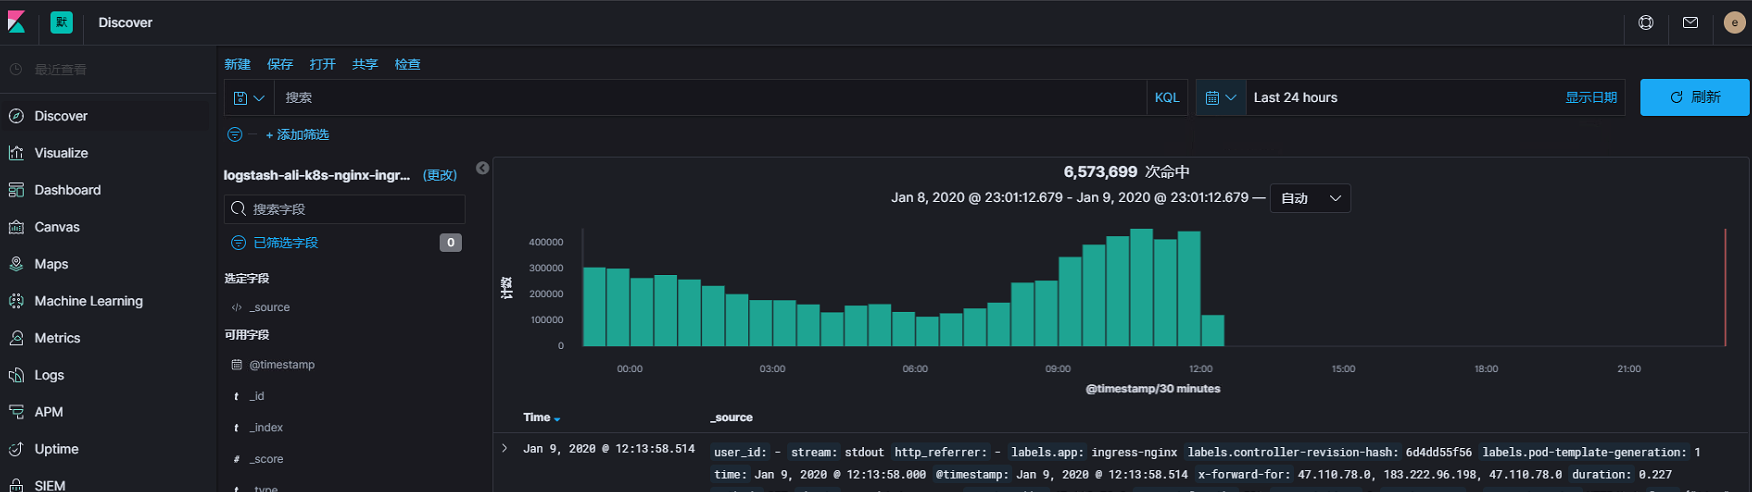 默 Discover e
最近查看
Discover
Visualize
Dashboard
Canvas
Maps
Machine Learning
Metrics
Logs
APM
Uptime
SIEM
新建 保存 打开 共享 检查
搜索 KQL Last 24 hours 显示日期 刷新
+ 添加筛选
logstash-ali-k8s-nginx-ingr... (更改)
搜索字段
已筛选字段 0
选定字段
</> _source
可用字段
@timestamp
t _id
t _index
# _score
t _type
6,573,699 次命中
Jan 8, 2020 @ 23:01:12.679 - Jan 9, 2020 @ 23:01:12.679 — 自动
计数
400000
300000
200000
100000
0
00:00 03:00 06:00 09:00 12:00 15:00 18:00 21:00
@timestamp/30 minutes
Time _source
Jan 9, 2020 @ 12:13:58.514 user_id: - stream: stdout http_referrer: - labels.app: ingress-nginx labels.controller-revision-hash: 6d4dd55f56 labels.pod-template-generation: 1
time: Jan 9, 2020 @ 12:13:58.000 @timestamp: Jan 9, 2020 @ 12:13:58.514 x-forward-for: 47.110.78.0, 183.222.96.198, 47.110.78.0 duration: 0.227